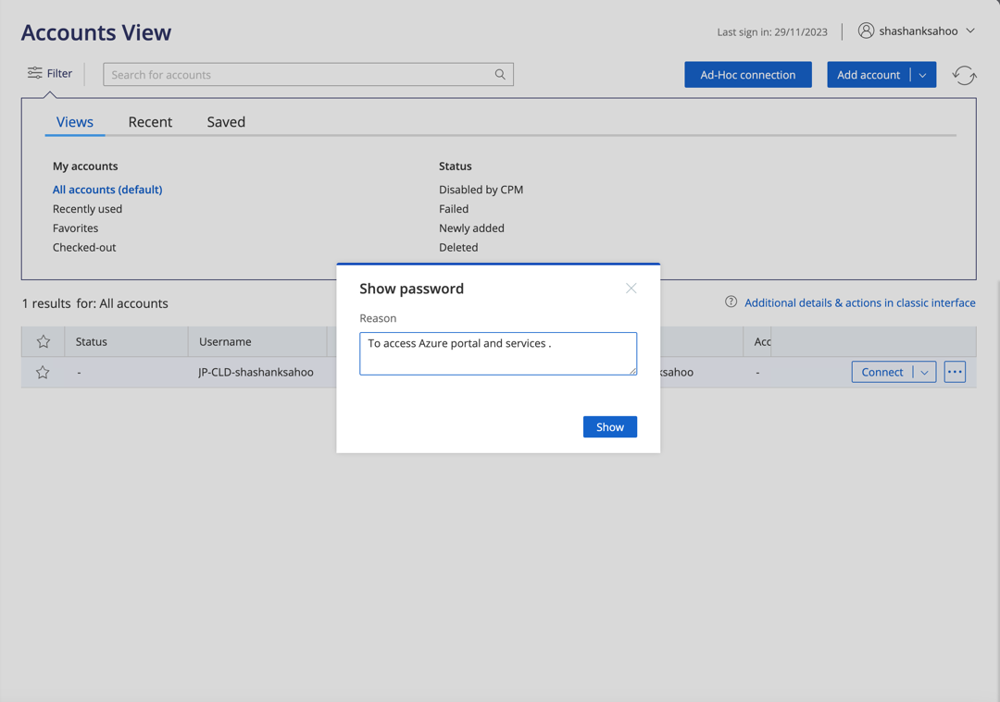 Accounts View
Last sign in: 29/11/2023
shashanksahoo
Filter
Search for accounts
Ad-Hoc connection
Add account
Views Recent Saved
My accounts Status
All accounts (default) Disabled by CPM
Recently used Failed
Favorites Newly added
Checked-out Deleted
Show password
Reason
To access Azure portal and services .
Show
1 results for: All accounts
? Additional details & actions in classic interface
Status Username
- JP-CLD-shashanksahoo - Connect ...